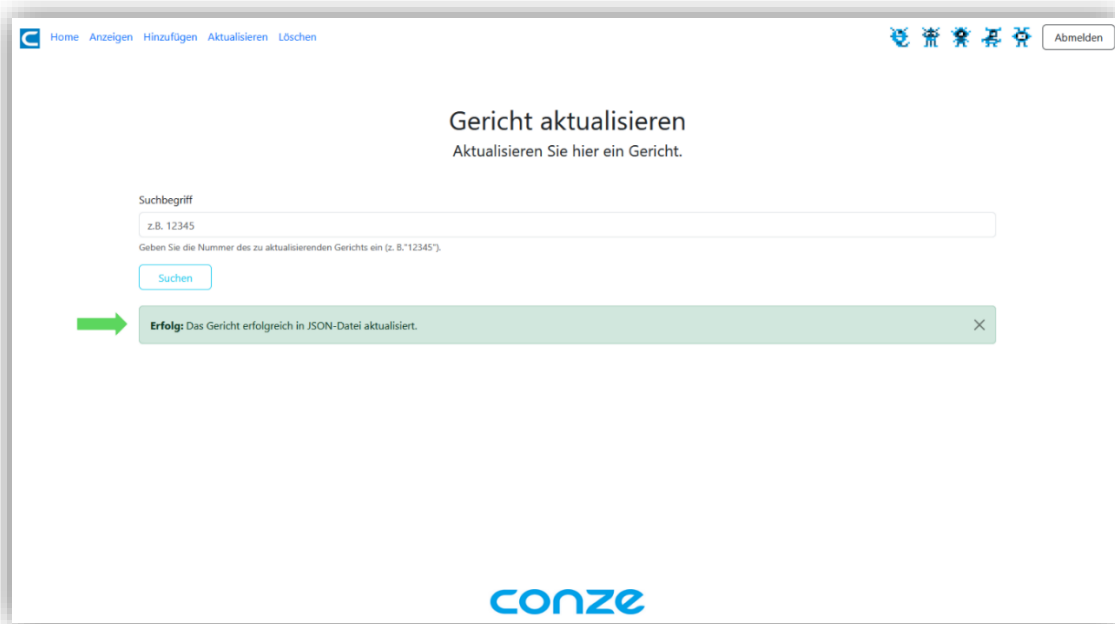 Home Anzeigen Hinzufügen Aktualisieren Löschen Abmelden
Gericht aktualisieren
Aktualisieren Sie hier ein Gericht.
Suchbegriff
z.B. 12345
Geben Sie die Nummer des zu aktualisierenden Gerichts ein (z. B."12345").
Suchen
Erfolg: Das Gericht erfolgreich in JSON-Datei aktualisiert.
conze